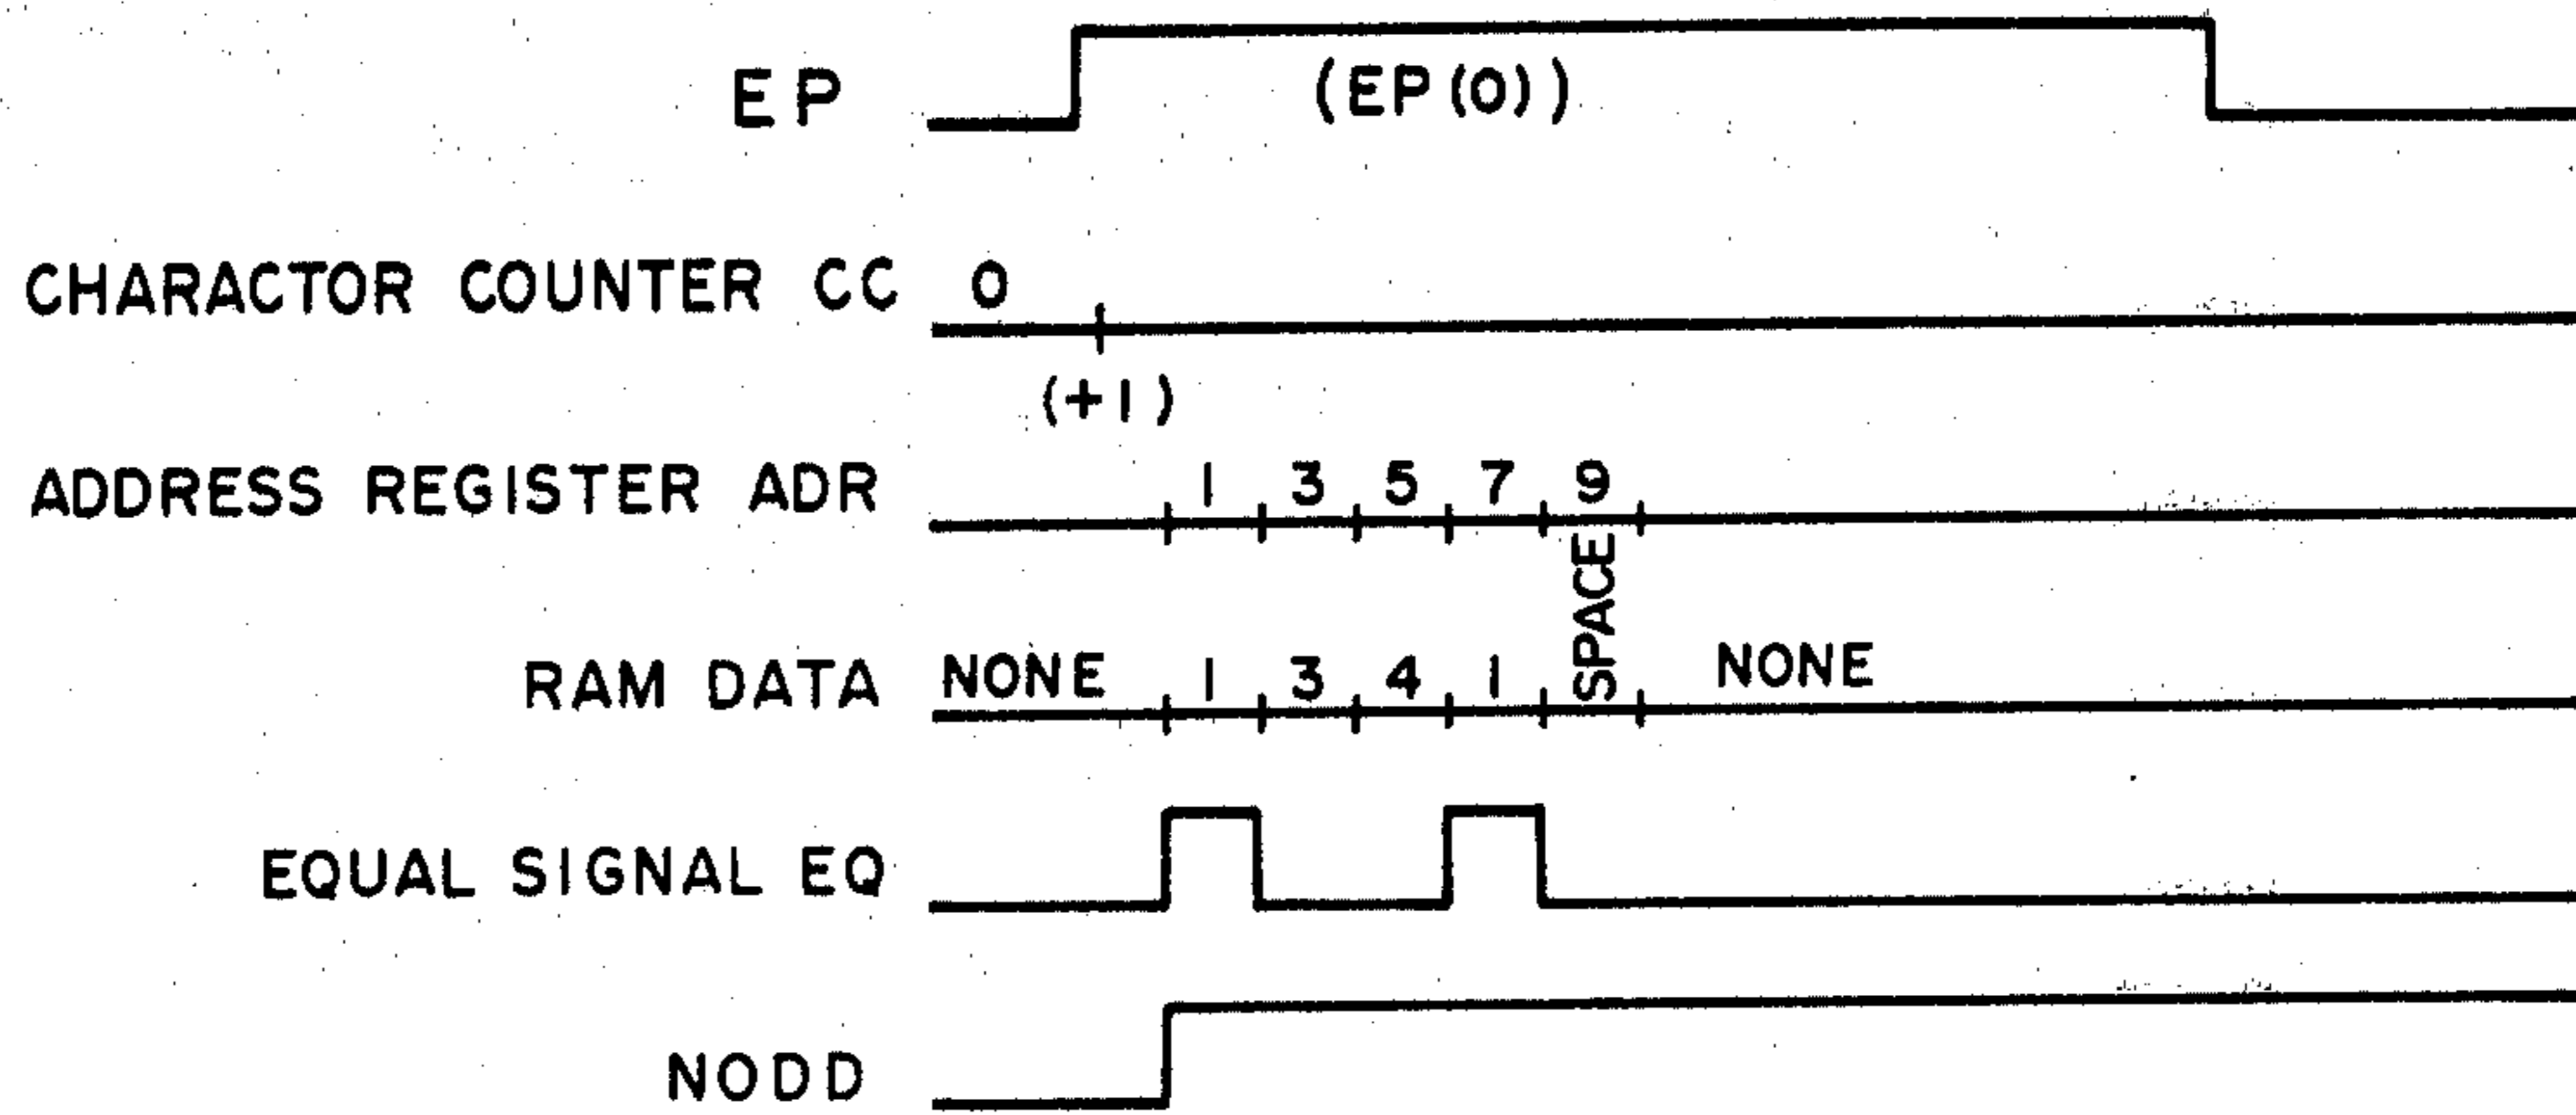 EP (EP(0))
CHARACTOR COUNTER CC 0
(+1)
ADDRESS REGISTER ADR 1 3 5 7 9
RAM DATA NONE 1 3 4 1 SPACE NONE
EQUAL SIGNAL EQ
NODD